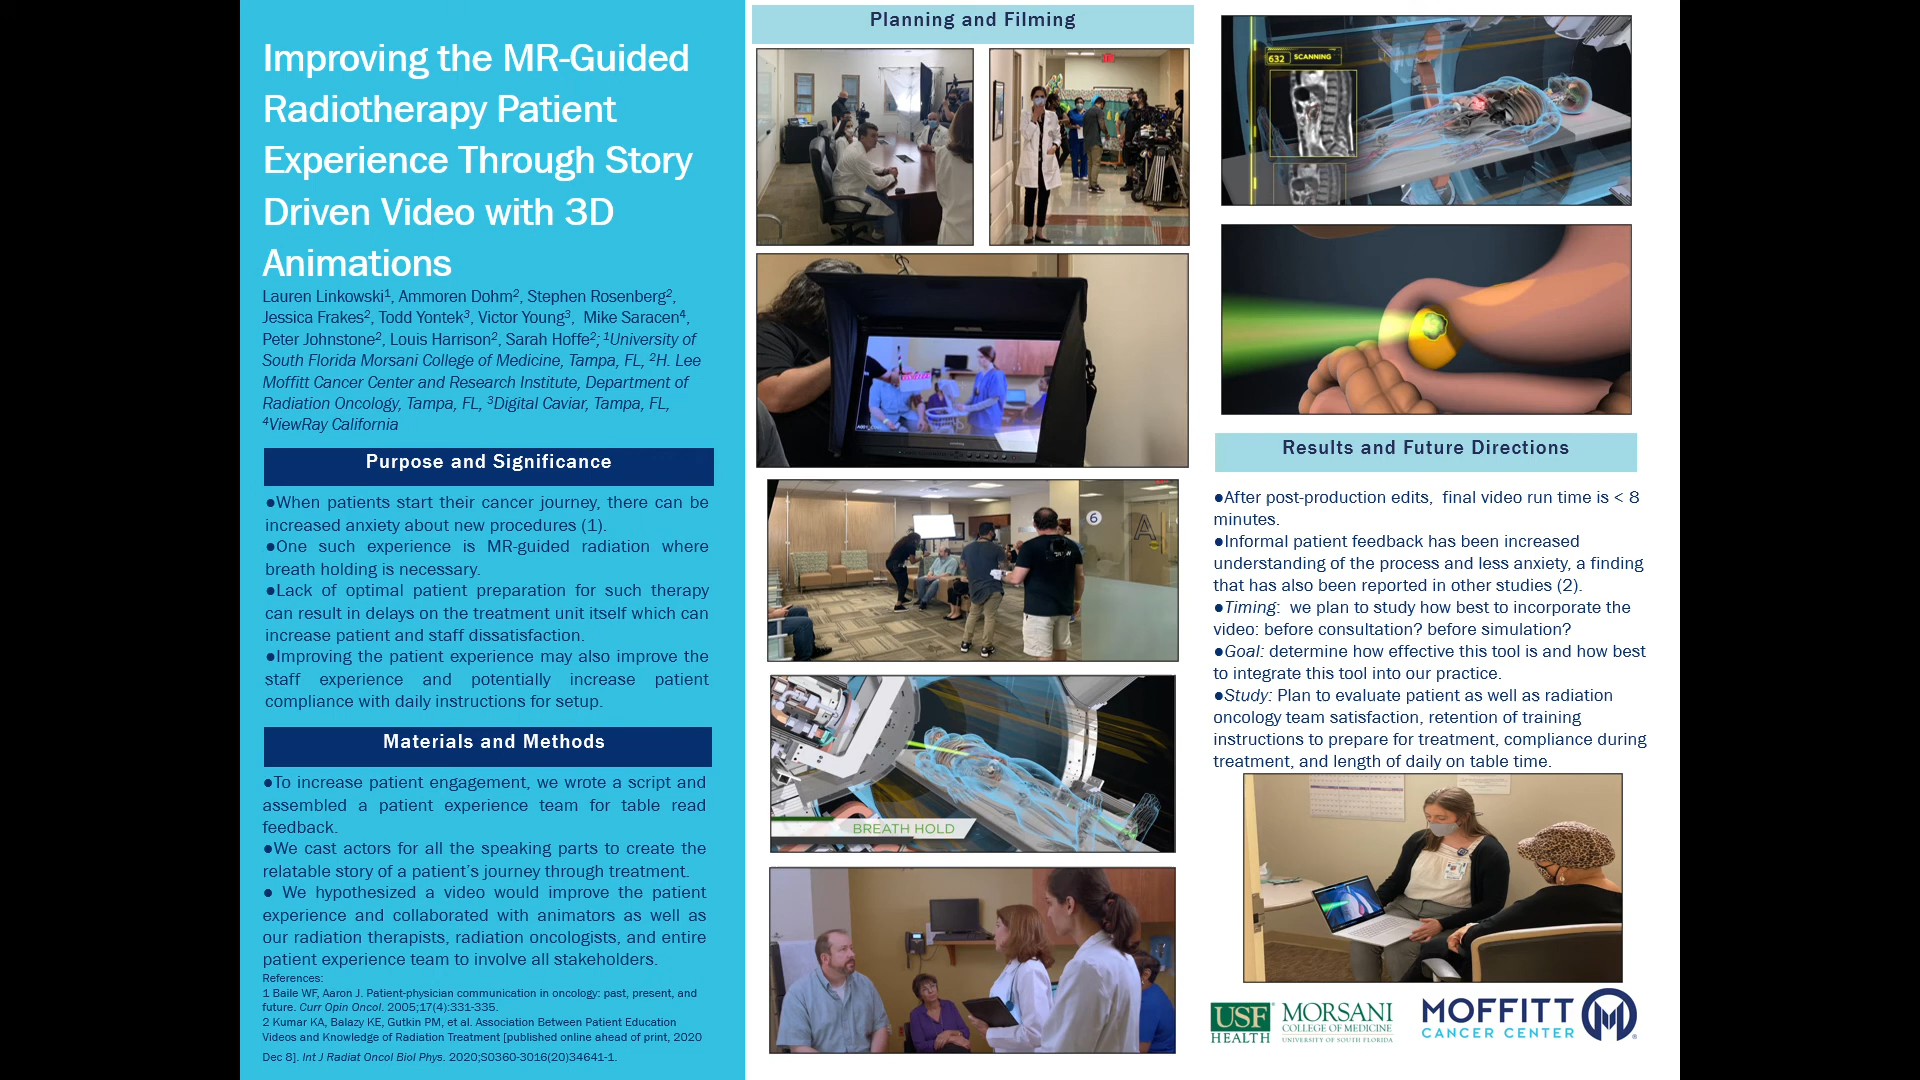 Improving the MR-Guided
Radiotherapy Patient
Experience Through Story
Driven Video with 3D
Animations
Lauren Linkowski1, Ammoren Dohm2, Stephen Rosenberg2,
Jessica Frakes2, Todd Yontek3, Victor Young3, Mike Saracen4,
Peter Johnstone2, Louis Harrison2, Sarah Hoffe2; 1University of
South Florida Morsani College of Medicine, Tampa, FL, 2H. Lee
Moffitt Cancer Center and Research Institute, Department of
Radiation Oncology, Tampa, FL, 3Digital Caviar, Tampa, FL,
4ViewRay California
Purpose and Significance
●When patients start their cancer journey, there can be
increased anxiety about new procedures (1).
●One such experience is MR-guided radiation where
breath holding is necessary.
●Lack of optimal patient preparation for such therapy
can result in delays on the treatment unit itself which can
increase patient and staff dissatisfaction.
●Improving the patient experience may also improve the
staff experience and potentially increase patient
compliance with daily instructions for setup.
Materials and Methods
●To increase patient engagement, we wrote a script and
assembled a patient experience team for table read
feedback.
●We cast actors for all the speaking parts to create the
relatable story of a patient's journey through treatment.
● We hypothesized a video would improve the patient
experience and collaborated with animators as well as
our radiation therapists, radiation oncologists, and entire
patient experience team to involve all stakeholders.
References:
1 Baile WF, Aaron J. Patient-physician communication in oncology: past, present, and
future. Curr Opin Oncol. 2005;17(4):331-335.
2 Kumar KA, Balazy KE, Gutkin PM, et al. Association Between Patient Education
Videos and Knowledge of Radiation Treatment [published online ahead of print, 2020
Dec 8]. Int J Radiat Oncol Biol Phys. 2020;S0360-3016(20)34641-1.
Planning and Filming
6
A
BREATH HOLD
632 SCANNING
Results and Future Directions
●After post-production edits, final video run time is < 8
minutes.
●Informal patient feedback has been increased
understanding of the process and less anxiety, a finding
that has also been reported in other studies (2).
●Timing: we plan to study how best to incorporate the
video: before consultation? before simulation?
●Goal: determine how effective this tool is and how best
to integrate this tool into our practice.
●Study: Plan to evaluate patient as well as radiation
oncology team satisfaction, retention of training
instructions to prepare for treatment, compliance during
treatment, and length of daily on table time.
USF
HEALTH
MORSANI
COLLEGE OF MEDICINE
UNIVERSITY OF SOUTH FLORIDA
MOFFITT
CANCER CENTER
M
®